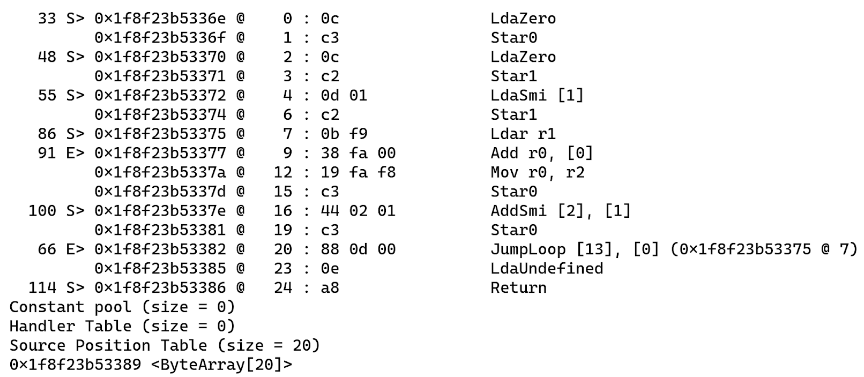 33 S> 0x1f8f23b5336e @    0 : 0c                LdaZero
      0x1f8f23b5336f @    1 : c3                Star0
48 S> 0x1f8f23b53370 @    2 : 0c                LdaZero
      0x1f8f23b53371 @    3 : c2                Star1
55 S> 0x1f8f23b53372 @    4 : 0d 01             LdaSmi [1]
      0x1f8f23b53374 @    6 : c2                Star1
86 S> 0x1f8f23b53375 @    7 : 0b f9             Ldar r1
91 E> 0x1f8f23b53377 @    9 : 38 fa 00          Add r0, [0]
      0x1f8f23b5337a @   12 : 19 fa f8          Mov r0, r2
      0x1f8f23b5337d @   15 : c3                Star0
100 S> 0x1f8f23b5337e @   16 : 44 02 01          AddSmi [2], [1]
      0x1f8f23b53381 @   19 : c3                Star0
66 E> 0x1f8f23b53382 @   20 : 88 0d 00          JumpLoop [13], [0] (0x1f8f23b53375 @ 7)
      0x1f8f23b53385 @   23 : 0e                LdaUndefined
114 S> 0x1f8f23b53386 @   24 : a8                Return
Constant pool (size = 0)
Handler Table (size = 0)
Source Position Table (size = 20)
0x1f8f23b53389 <ByteArray[20]>